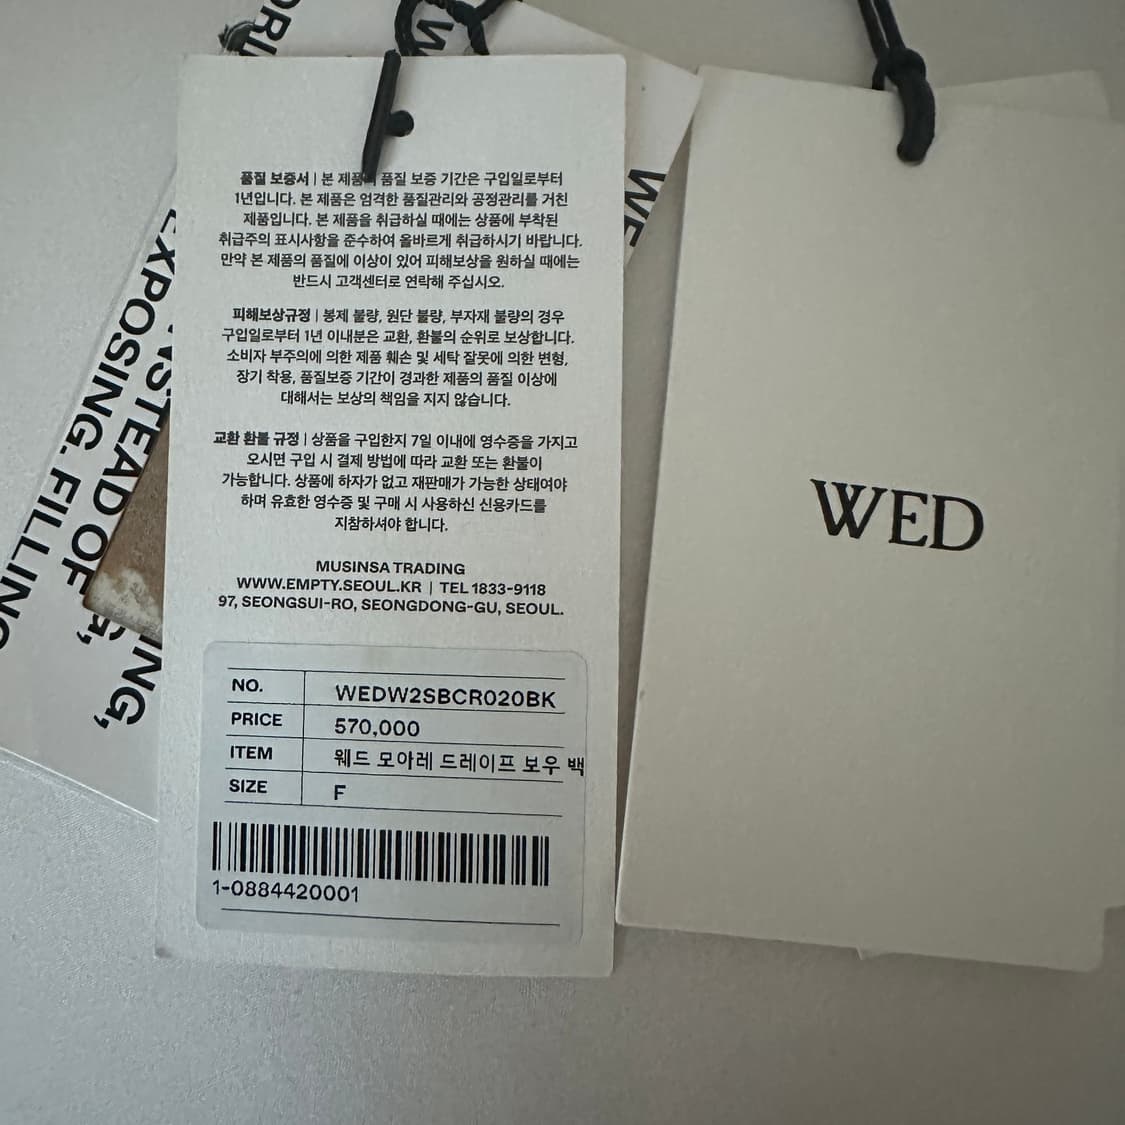 품질 보증서 | 본 제품의 품질 보증 기간은 구입일로부터
1년입니다. 본 제품은 엄격한 품질관리와 공정관리를 거친
제품입니다. 본 제품을 취급하실 때에는 상품에 부착된
취급주의 표시사항을 준수하여 올바르게 취급하시기 바랍니다.
만약 본 제품의 품질에 이상이 있어 피해보상을 원하실 때에는
반드시 고객센터로 연락해 주십시오.
피해보상규정 | 봉제 불량, 원단 불량, 부자재 불량의 경우
구입일로부터 1년 이내분은 교환, 환불의 순위로 보상합니다.
소비자 부주의에 의한 제품 훼손 및 세탁 잘못에 의한 변형,
장기 착용, 품질보증 기간이 경과한 제품의 품질 이상에
대해서는 보상의 책임을 지지 않습니다.
교환 환불 규정 | 상품을 구입한지 7일 이내에 영수증을 가지고
오시면 구입 시 결제 방법에 따라 교환 또는 환불이
가능합니다. 상품에 하자가 없고 재판매가 가능한 상태여야
하며 유효한 영수증 및 구매 시 사용하신 신용카드를
지참하셔야 합니다.
MUSINSA TRADING
WWW.EMPTY.SEOUL.KR | TEL 1833-9118
97, SEONGSUI-RO, SEONGDONG-GU, SEOUL.
NO. WEDW2SBCR020BK
PRICE 570,000
ITEM 웨드 모아레 드레이프 보우 백
SIZE F
1-0884420001
WED
INSTEAD OF
EXPOSING. FILLING